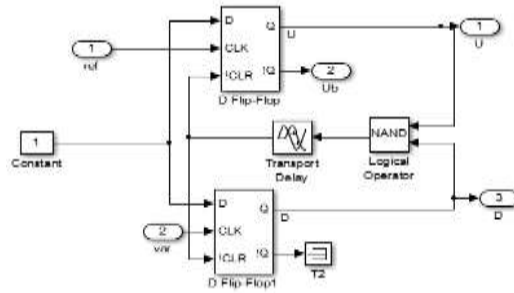 D
Q
U
1
U
1
ref
CLK
!CLR
!Q
2
Ub
D Flip-Flop
1
Constant
Transport
Delay
NAND
Logical
Operator
D
Q
D
3
D
2
var
CLK
!CLR
!Q
T2
D Flip-Flop1